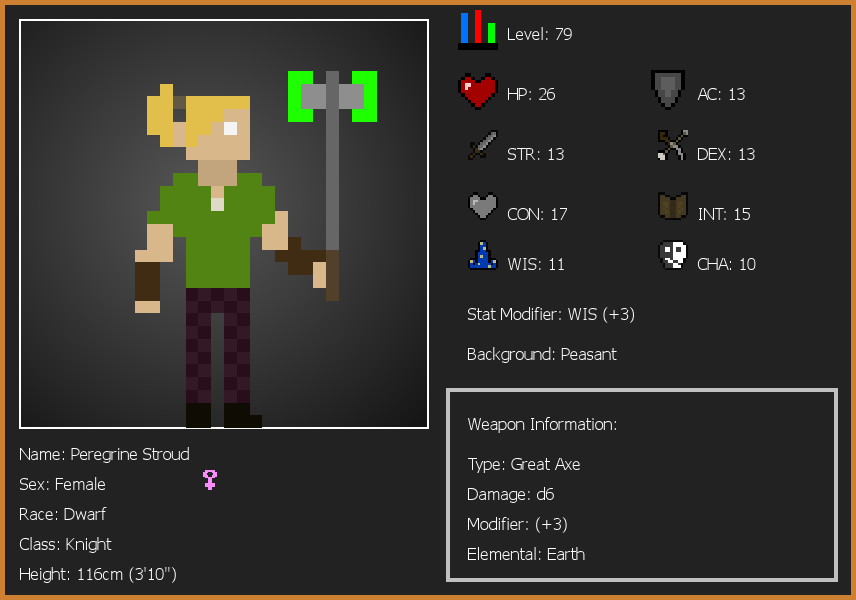 Level: 79
HP: 26
AC: 13
STR: 13
DEX: 13
CON: 17
INT: 15
WIS: 11
CHA: 10
Stat Modifier: WIS (+3)
Background: Peasant
Weapon Information:
Type: Great Axe
Damage: d6
Modifier: (+3)
Elemental: Earth
Name: Peregrine Stroud
Sex: Female
Race: Dwarf
Class: Knight
Height: 116cm (3'10")